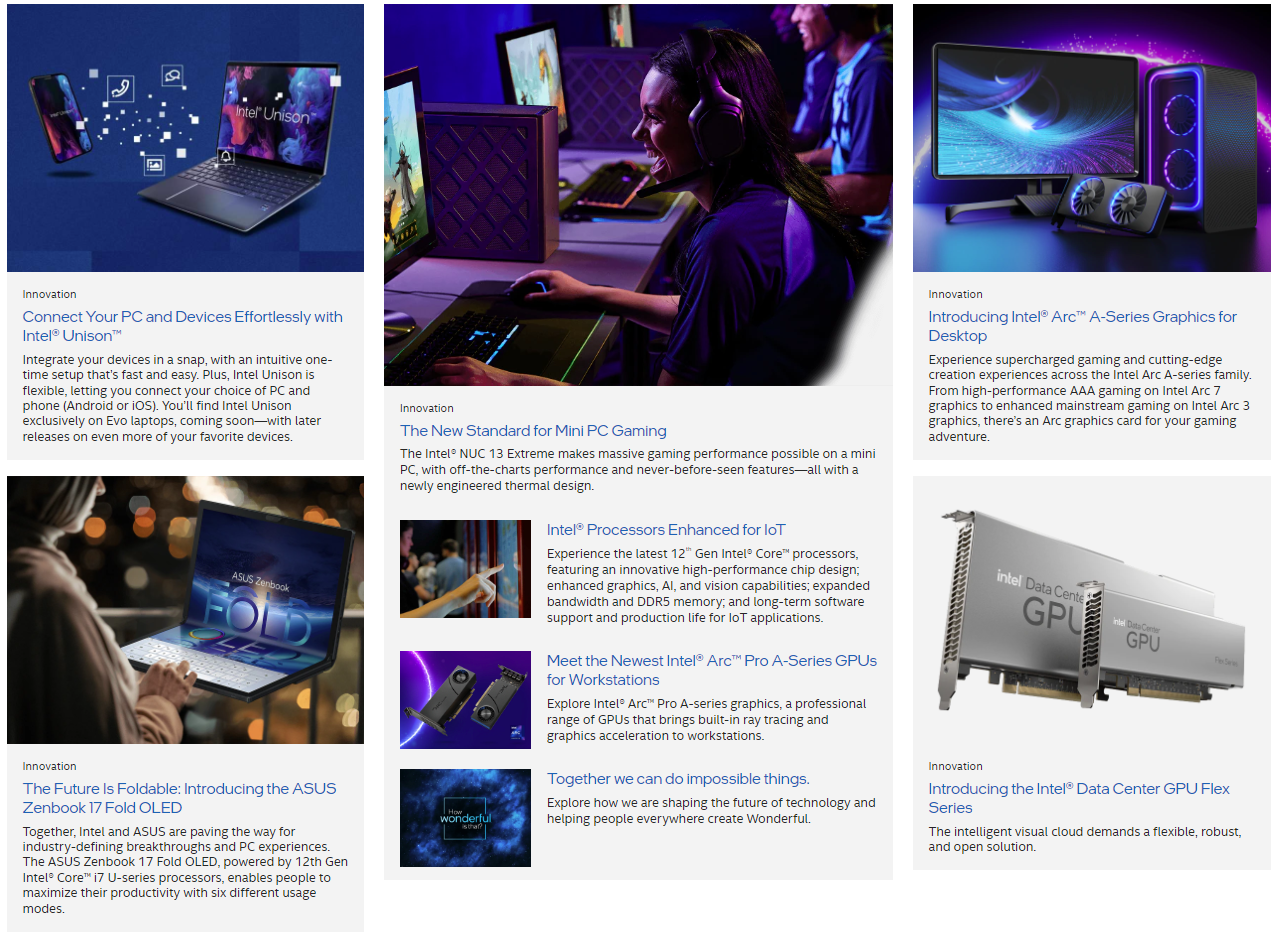 Intel® Unison™
Innovation
Connect Your PC and Devices Effortlessly with
Intel® Unison™
Integrate your devices in a snap, with an intuitive one-
time setup that's fast and easy. Plus, Intel Unison is
flexible, letting you connect your choice of PC and
phone (Android or iOS). You'll find Intel Unison
exclusively on Evo laptops, coming soon—with later
releases on even more of your favorite devices.
ASUS Zenbook
FOLD
OLED
Innovation
The Future Is Foldable: Introducing the ASUS
Zenbook 17 Fold OLED
Together, Intel and ASUS are paving the way for
industry-defining breakthroughs and PC experiences.
The ASUS Zenbook 17 Fold OLED, powered by 12th Gen
Intel® Core™ i7 U-series processors, enables people to
maximize their productivity with six different usage
modes.
Innovation
The New Standard for Mini PC Gaming
The Intel® NUC 13 Extreme makes massive gaming performance possible on a mini
PC, with off-the-charts performance and never-before-seen features—all with a
newly engineered thermal design.
Intel® Processors Enhanced for IoT
Experience the latest 12th Gen Intel® Core™ processors,
featuring an innovative high-performance chip design;
enhanced graphics, AI, and vision capabilities; expanded
bandwidth and DDR5 memory; and long-term software
support and production life for IoT applications.
Meet the Newest Intel® Arc™ Pro A-Series GPUs
for Workstations
Explore Intel® Arc™ Pro A-series graphics, a professional
range of GPUs that brings built-in ray tracing and
graphics acceleration to workstations.
How
wonderful
is that?
Together we can do impossible things.
Explore how we are shaping the future of technology and
helping people everywhere create Wonderful.
Innovation
Introducing Intel® Arc™ A-Series Graphics for
Desktop
Experience supercharged gaming and cutting-edge
creation experiences across the Intel Arc A-series family.
From high-performance AAA gaming on Intel Arc 7
graphics to enhanced mainstream gaming on Intel Arc 3
graphics, there's an Arc graphics card for your gaming
adventure.
intel Data Cente
GPU
intel Data Center
GPU
Flex Series
Innovation
Introducing the Intel® Data Center GPU Flex
Series
The intelligent visual cloud demands a flexible, robust,
and open solution.